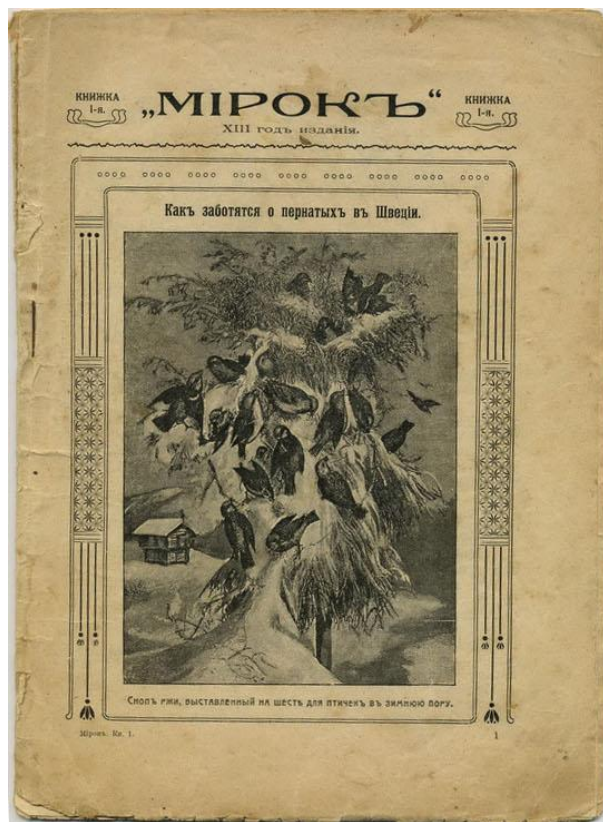 КНИЖКА
1-я.
„МІРОКЪ“
XIII годъ изданія.
КНИЖКА
1-я.
Какъ заботятся о пернатыхъ въ Швеціи.
Снопъ ржи, выставленный на шестѣ для птичекъ въ зимнюю пору.
Мірокъ. Кн. 1.
1